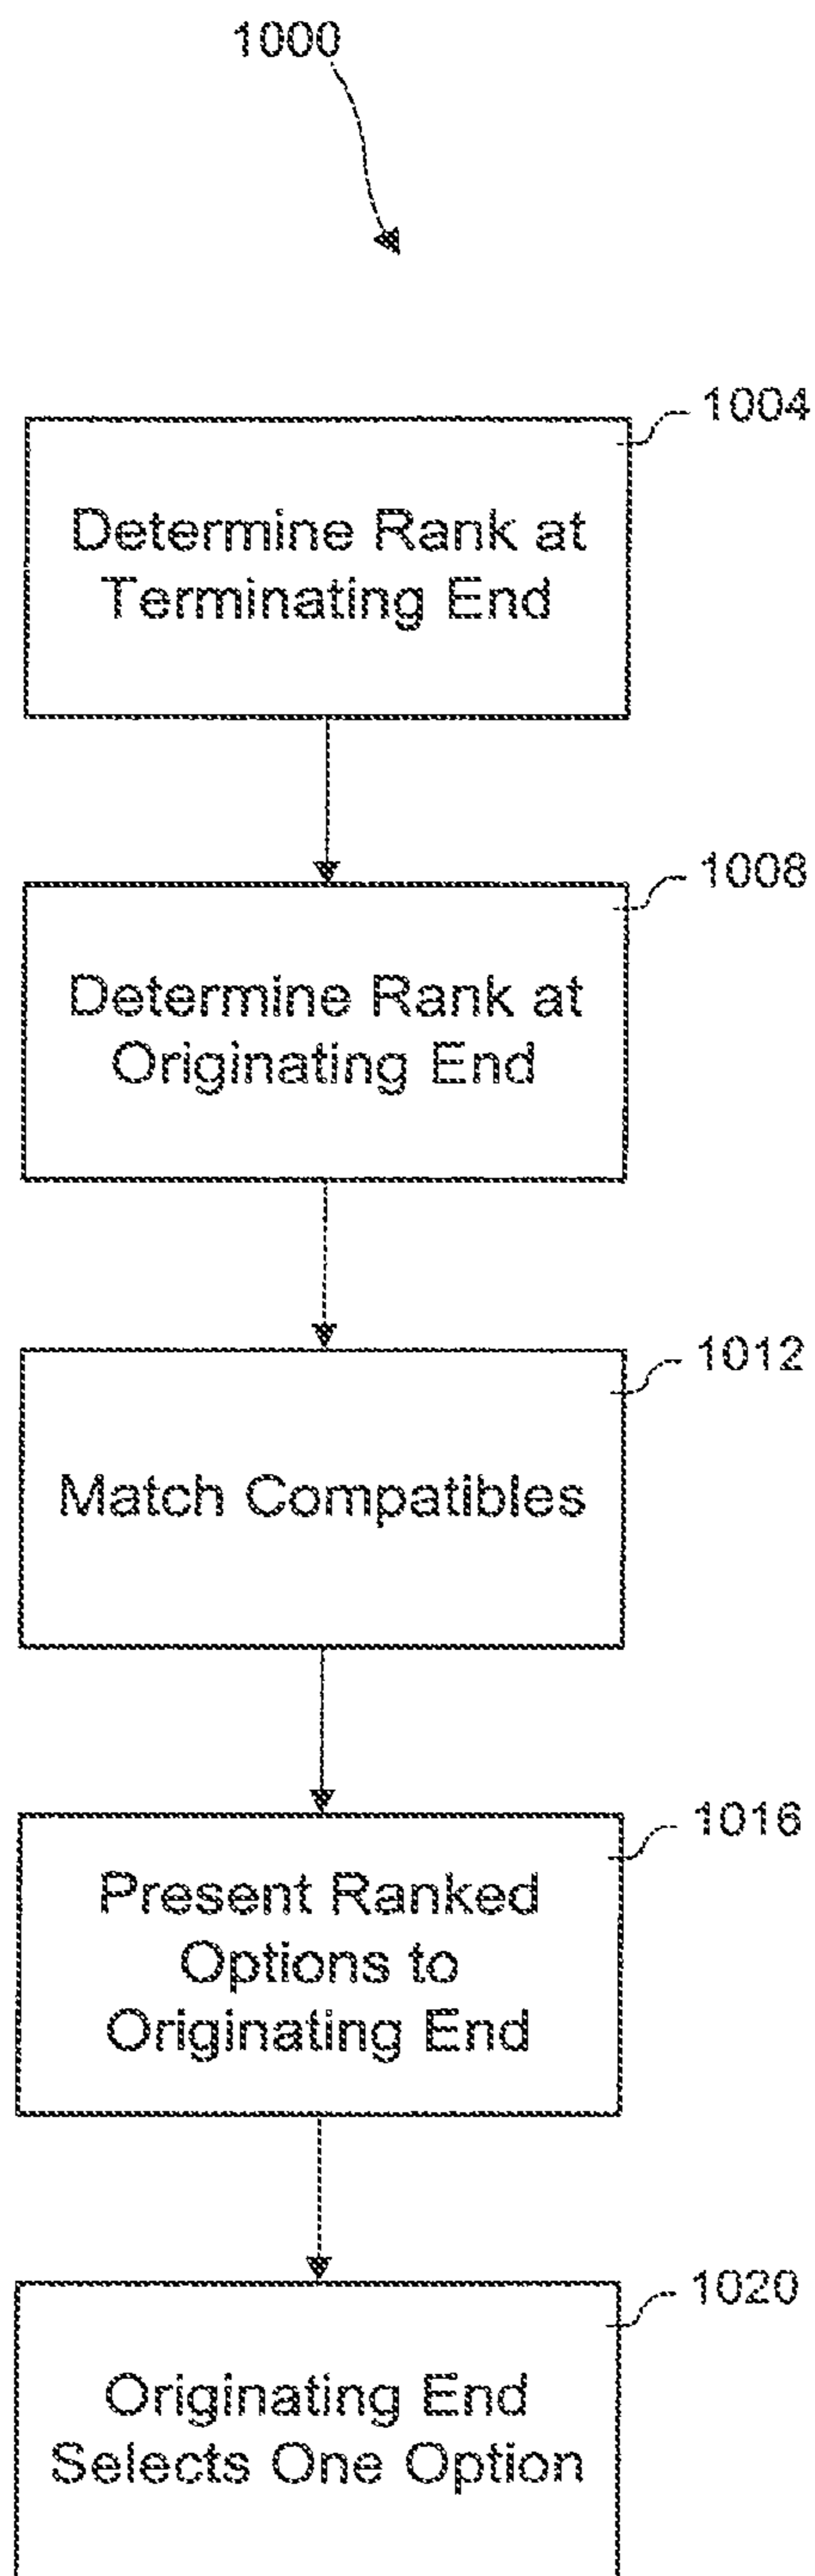 1000
1004
Determine Rank at
Terminating End
1008
Determine Rank at
Originating End
1012
Match Compatibles
1016
Present Ranked
Options to
Originating End
1020
Originating End
Selects One Option